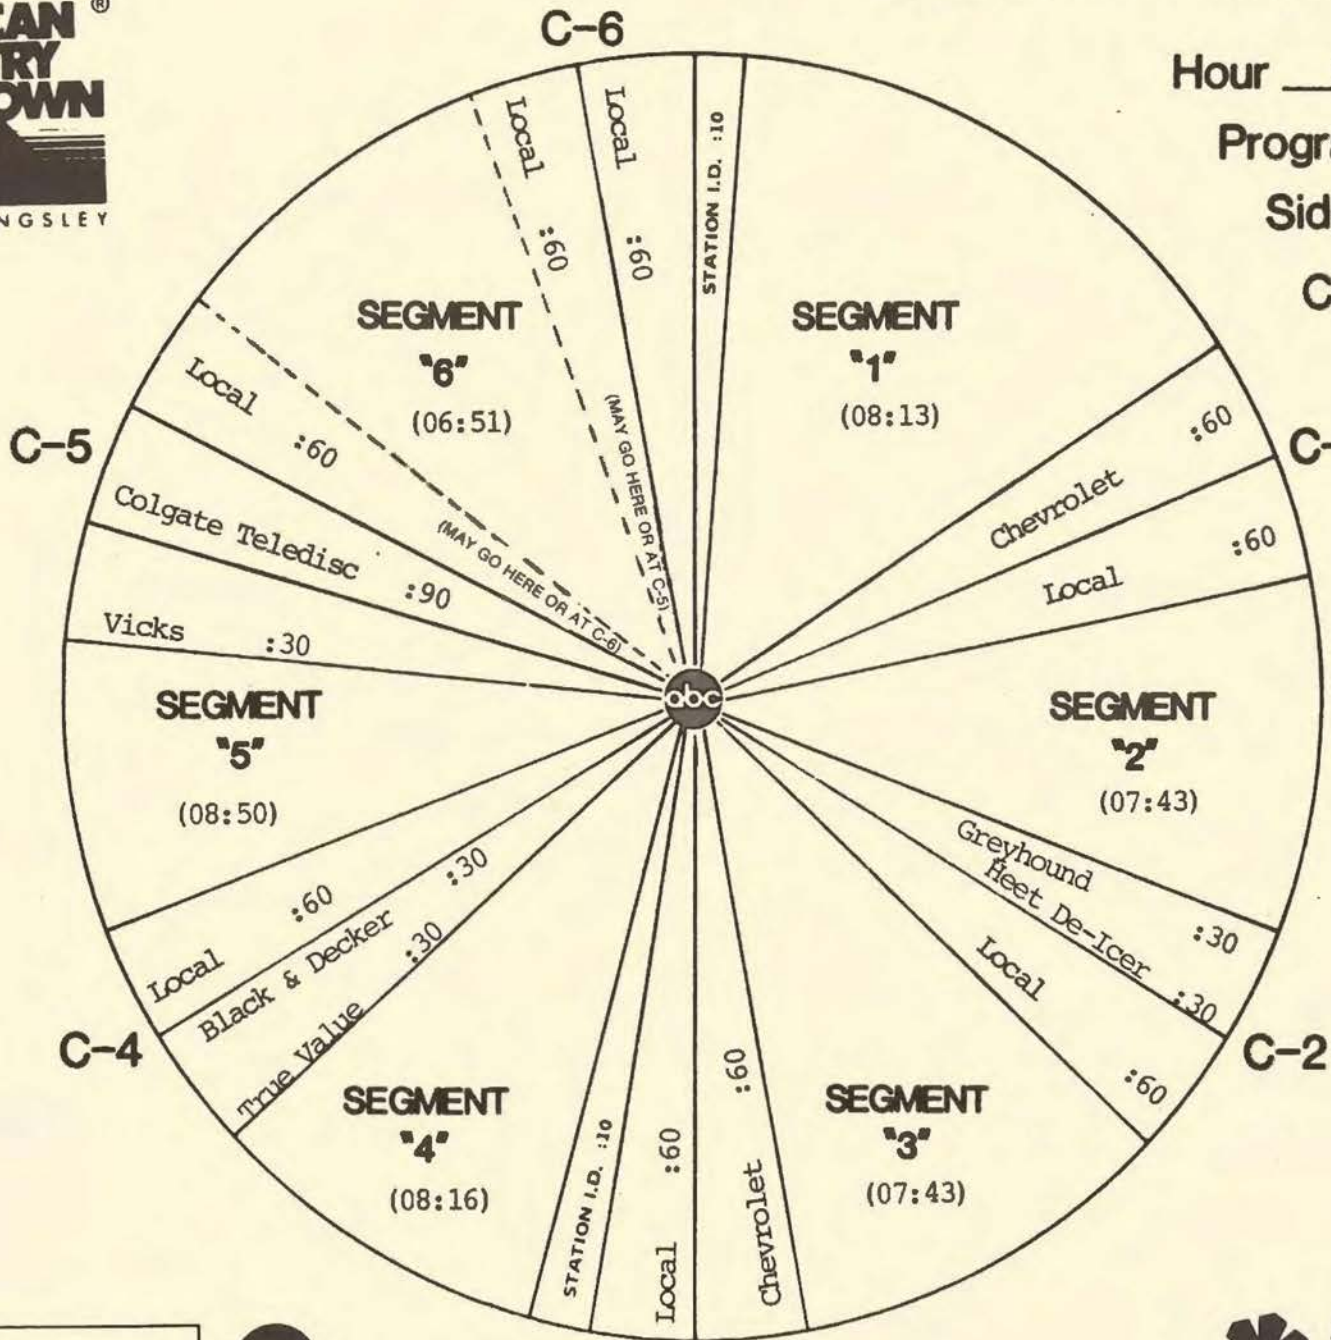 C-6
Hour
NGSLEY
STATION I.D. :10
SEGMENT
"1"
(08:13)
Chevrolet :60
Local :60
SEGMENT
"2"
(07:43)
Greyhound :30
Heet De-Icer :30
C-2
Local :60
SEGMENT
"3"
(07:43)
Chevrolet :60
Local :60
STATION I.D. :10
SEGMENT
"4"
(08:16)
True Value :30
Black & Decker :30
C-4
Local :60
SEGMENT
"5"
(08:50)
Vicks :30
Colgate Teledisc :90
C-5
Local :60
(MAY GO HERE OR AT C-6)
SEGMENT
"6"
(06:51)
Local :60
(MAY GO HERE OR AT C-5)
Local :60
abc